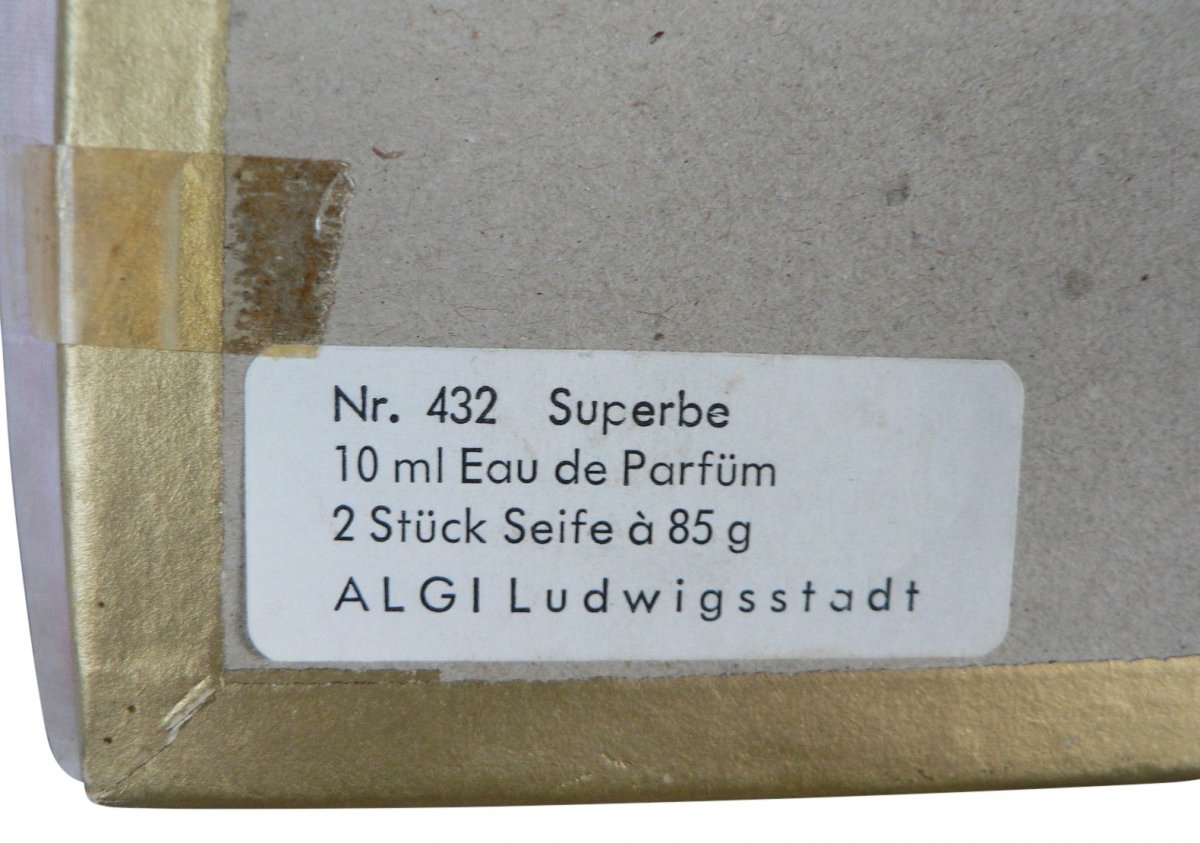 Nr. 432 Superbe
10 ml Eau de Parfüm
2 Stück Seife à 85 g
ALGI Ludwigsstadt